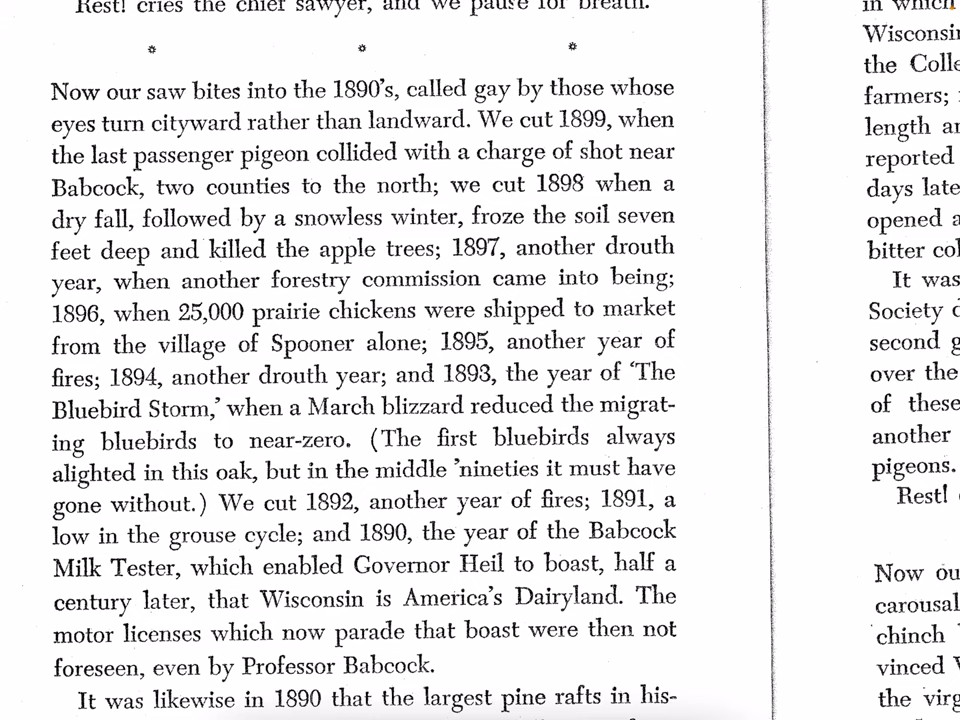 Rest! cries the chief sawyer, and we pause for breath.
Now our saw bites into the 1890's, called gay by those whose
eyes turn cityward rather than landward. We cut 1899, when
the last passenger pigeon collided with a charge of shot near
Babcock, two counties to the north; we cut 1898 when a
dry fall, followed by a snowless winter, froze the soil seven
feet deep and killed the apple trees; 1897, another drouth
year, when another forestry commission came into being;
1896, when 25,000 prairie chickens were shipped to market
from the village of Spooner alone; 1895, another year of
fires; 1894, another drouth year; and 1893, the year of 'The
Bluebird Storm,' when a March blizzard reduced the migrat-
ing bluebirds to near-zero. (The first bluebirds always
alighted in this oak, but in the middle 'nineties it must have
gone without.) We cut 1892, another year of fires; 1891, a
low in the grouse cycle; and 1890, the year of the Babcock
Milk Tester, which enabled Governor Heil to boast, half a
century later, that Wisconsin is America's Dairyland. The
motor licenses which now parade that boast were then not
foreseen, even by Professor Babcock.
It was likewise in 1890 that the largest pine rafts in his-
in which
Wisconsin
the Colle
farmers;
length an
reported
days late
opened a
bitter col
It was
Society
second g
over the
of these
another
pigeons.
Rest!
Now ou
carousal
chinch
vinced
the virg